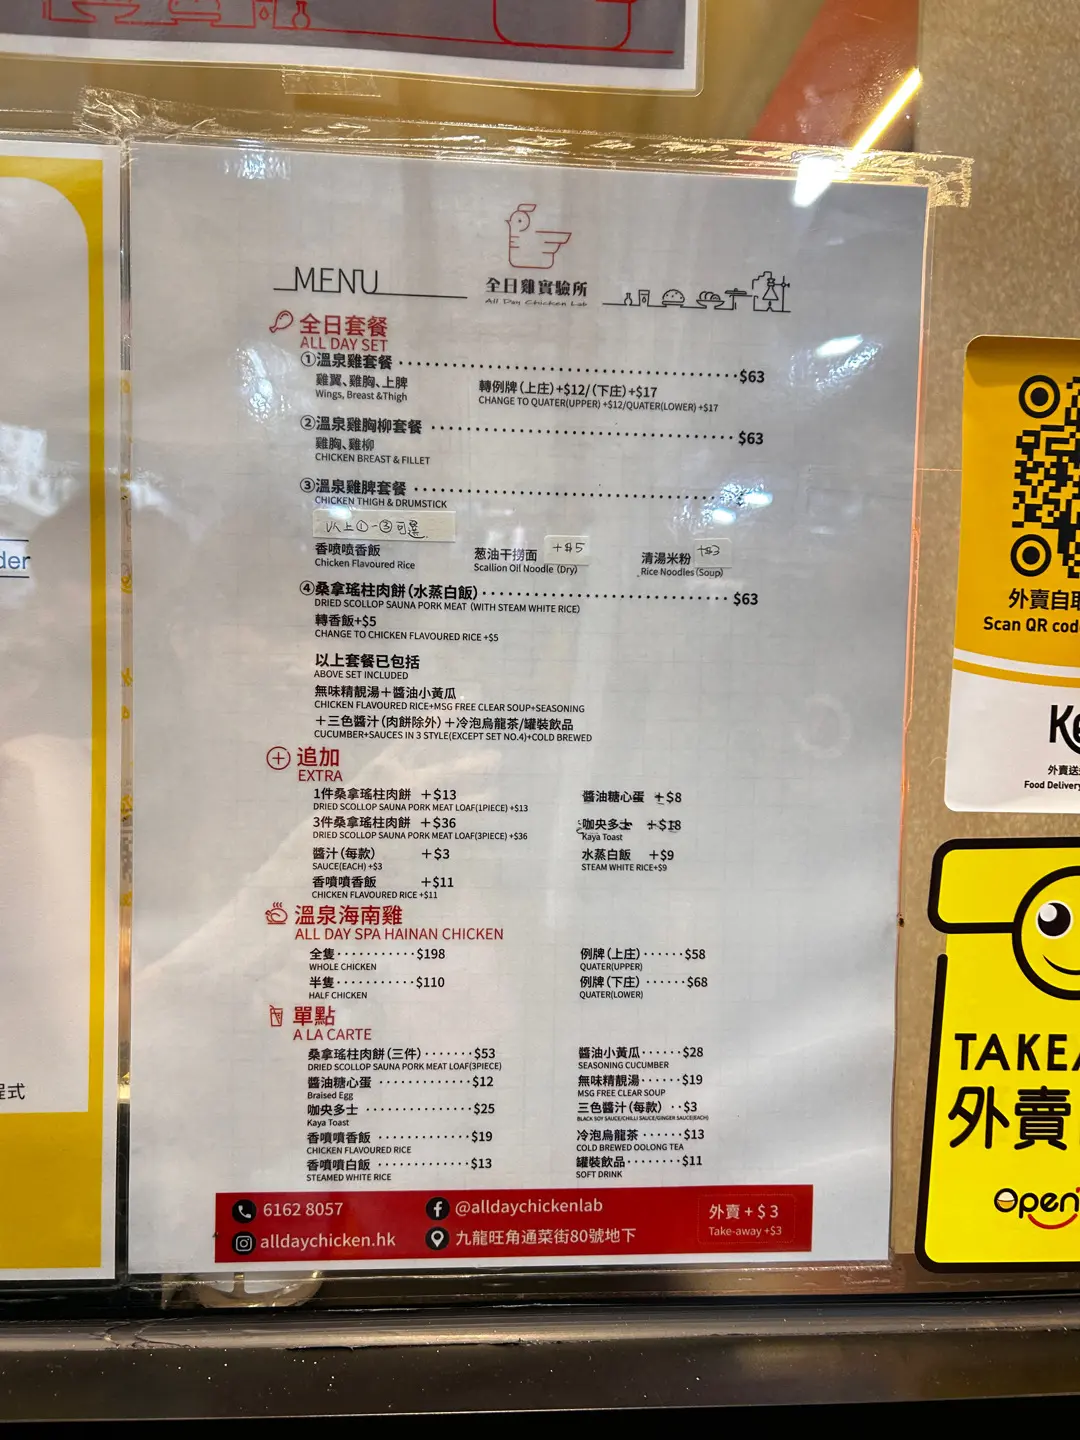 MENU
全日雞實驗所
All Day Chicken Lab
全日套餐
ALL DAY SET
①溫泉雞套餐 $63
雞翼、雞胸、上脾
Wings, Breast &Thigh
轉例牌(上庄)+$12/(下庄)+$17
CHANGE TO QUATER(UPPER) +$12/QUATER(LOWER) +$17
②溫泉雞胸柳套餐 $63
雞胸、雞柳
CHICKEN BREAST & FILLET
③溫泉雞脾套餐
CHICKEN THIGH & DRUMSTICK
以上①-③可選
香噴噴香飯
Chicken Flavoured Rice
葱油干撈面 +$5
Scallion Oil Noodle (Dry)
清湯米粉 +$3
Rice Noodles (Soup)
④桑拿瑤柱肉餅(水蒸白飯) $63
DRIED SCOLLOP SAUNA PORK MEAT (WITH STEAM WHITE RICE)
轉香飯+$5
CHANGE TO CHICKEN FLAVOURED RICE +$5
以上套餐已包括
ABOVE SET INCLUDED
無味精靚湯＋醬油小黃瓜
CHICKEN FLAVOURED RICE+MSG FREE CLEAR SOUP+SEASONING
＋三色醬汁(肉餅除外)＋冷泡烏龍茶/罐裝飲品
CUCUMBER+SAUCES IN 3 STYLE(EXCEPT SET NO.4)+COLD BREWED
追加
EXTRA
1件桑拿瑤柱肉餅 +$13
DRIED SCOLLOP SAUNA PORK MEAT LOAF(1PIECE) +$13
3件桑拿瑤柱肉餅 +$36
DRIED SCOLLOP SAUNA PORK MEAT LOAF(3PIECE) +$36
醬汁(每款) +$3
SAUCE(EACH) +$3
香噴噴香飯 +$11
CHICKEN FLAVOURED RICE +$11
醬油糖心蛋 +$8
咖央多士 +$18
Kaya Toast
水蒸白飯 +$9
STEAM WHITE RICE+$9
溫泉海南雞
ALL DAY SPA HAINAN CHICKEN
全隻 $198
WHOLE CHICKEN
半隻 $110
HALF CHICKEN
例牌(上庄) $58
QUATER(UPPER)
例牌(下庄) $68
QUATER(LOWER)
單點
A LA CARTE
桑拿瑤柱肉餅(三件) $53
DRIED SCOLLOP SAUNA PORK MEAT LOAF(3PIECE)
醬油糖心蛋 $12
Braised Egg
咖央多士 $25
Kaya Toast
香噴噴香飯 $19
CHICKEN FLAVOURED RICE
香噴噴白飯 $13
STEAMED WHITE RICE
醬油小黃瓜 $28
SEASONING CUCUMBER
無味精靚湯 $19
MSG FREE CLEAR SOUP
三色醬汁(每款) $3
BLACK SOY SAUCE/CHILLI SAUCE/GINGER SAUCE(EACH)
冷泡烏龍茶 $13
COLD BREWED OOLONG TEA
罐裝飲品 $11
SOFT DRINK
6162 8057
@alldaychickenlab
alldaychicken.hk
九龍旺角通菜街80號地下
外賣 + $ 3
Take-away +$3
der
程式
外賣自取
Scan QR code
Ke
外賣送
Food Delivery
TAKEA
外賣
Open